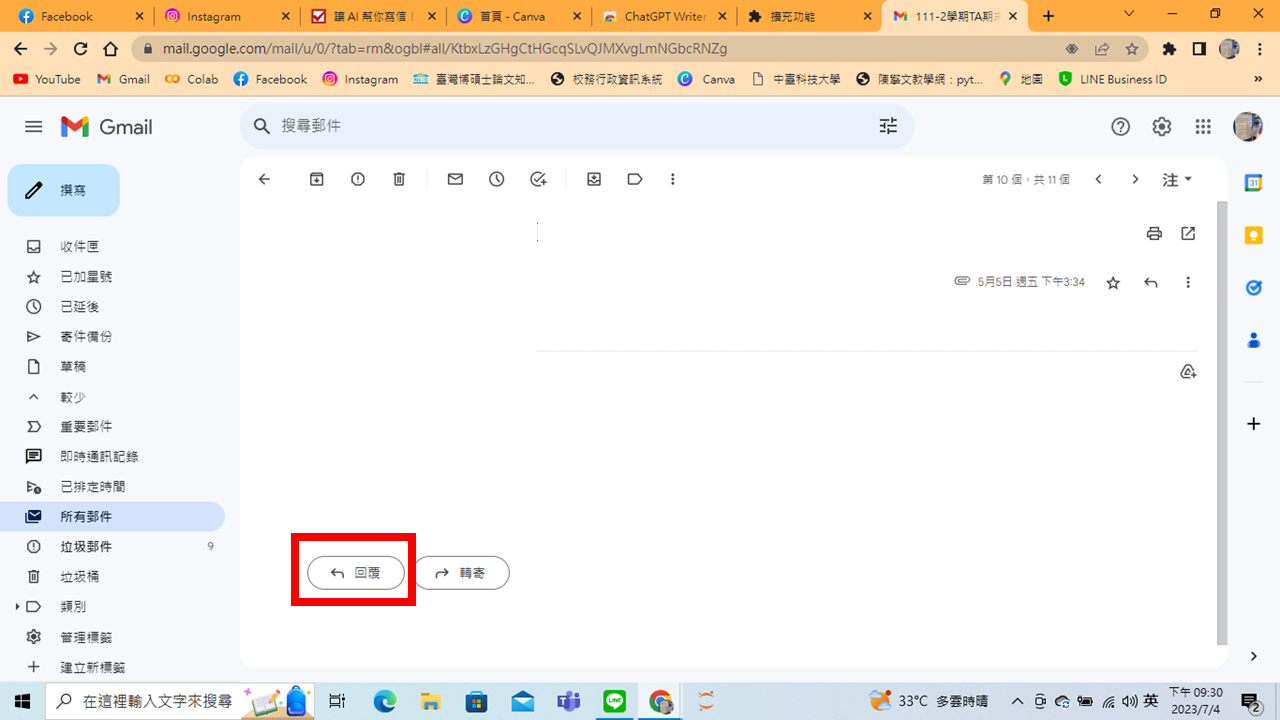 Facebook
Instagram
讓 AI 幫你寫信！
首頁 - Canva
ChatGPT Writer
擴充功能
111-2學期TA期末
mail.google.com/mail/u/0/?tab=rm&ogbl#all/KtbxLzGHgCtHGcqSLvQJMXvgLmNGbcRNZg
YouTube
Gmail
Colab
Facebook
Instagram
臺灣博碩士論文知...
校務行政資訊系統
Canva
中臺科技大學
陳擎文教學網：pyt...
地圖
LINE Business ID
»
Gmail
搜尋郵件
撰寫
第 10 個，共 11 個
注
收件匣
已加星號
已延後
寄件備份
草稿
較少
重要郵件
即時通訊記錄
已排定時間
所有郵件
垃圾郵件 9
垃圾桶
類別
管理標籤
建立新標籤
5月5日 週五 下午3:34
31
回覆
轉寄
在這裡輸入文字來搜尋
LINE
33°C 多雲時晴
英
下午 09:30
2023/7/4
2